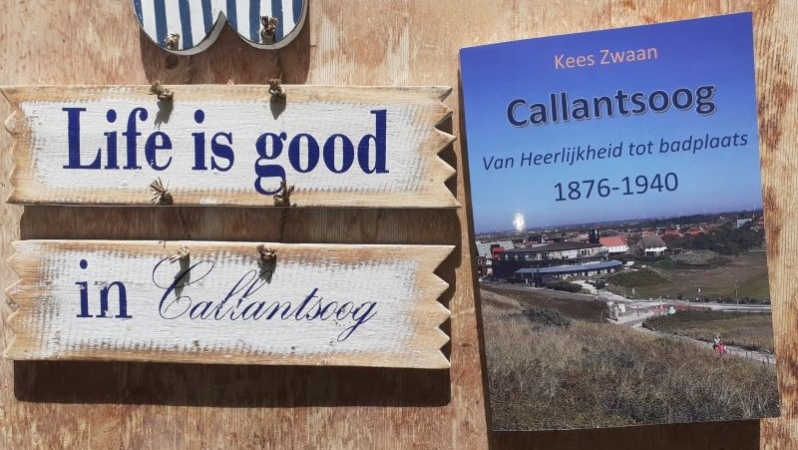 Life is good
in Callantsoog
Kees Zwaan
Callantsoog
Van Heerlijkheid tot badplaats
1876-1940